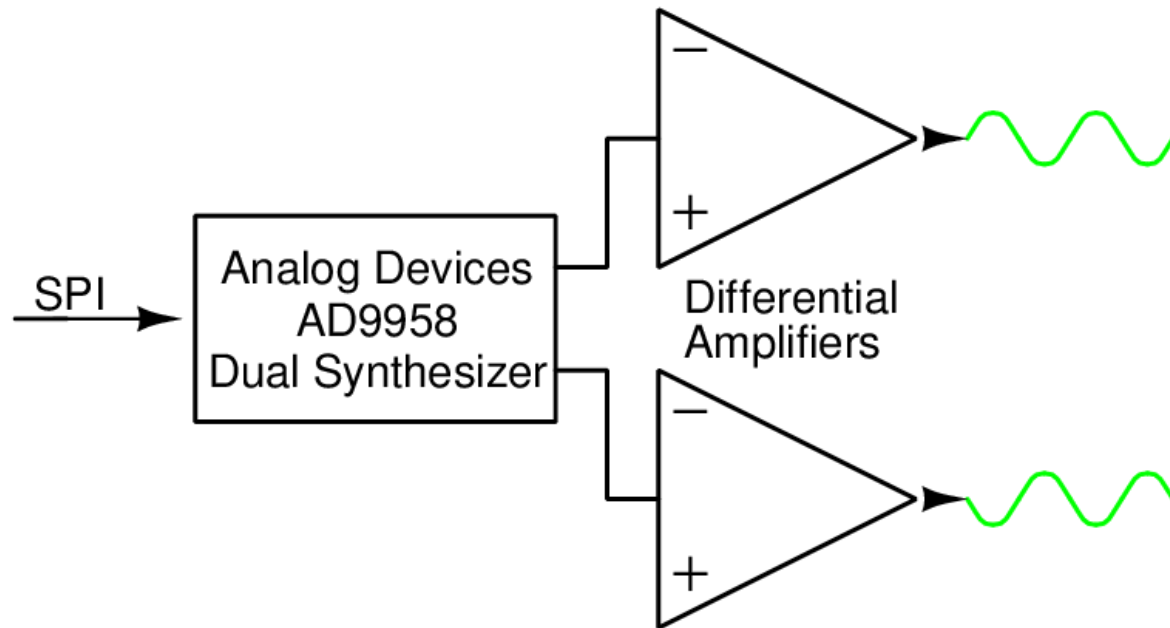 SPI
Analog Devices
AD9958
Dual Synthesizer
−
+
Differential
Amplifiers
−
+